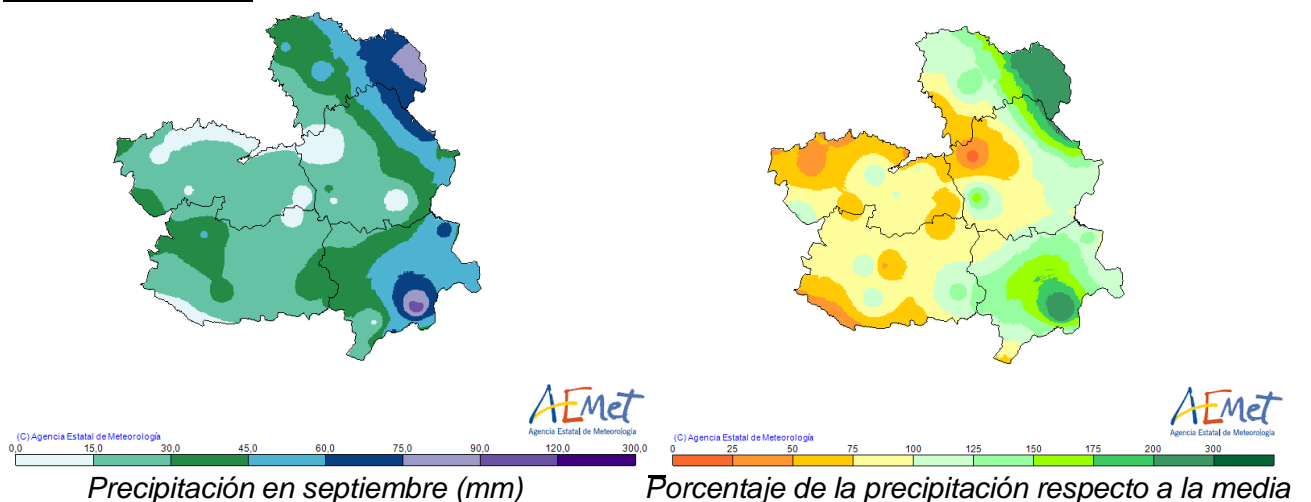 AEMet
Agencia Estatal de Meteorología
(C) Agencia Estatal de Meteorología
0,0 15,0 30,0 45,0 60,0 75,0 90,0 120,0 300,0
Precipitación en septiembre (mm)
AEMet
Agencia Estatal de Meteorología
(C) Agencia Estatal de Meteorología
0 25 50 75 100 125 150 175 200 300
Porcentaje de la precipitación respecto a la media